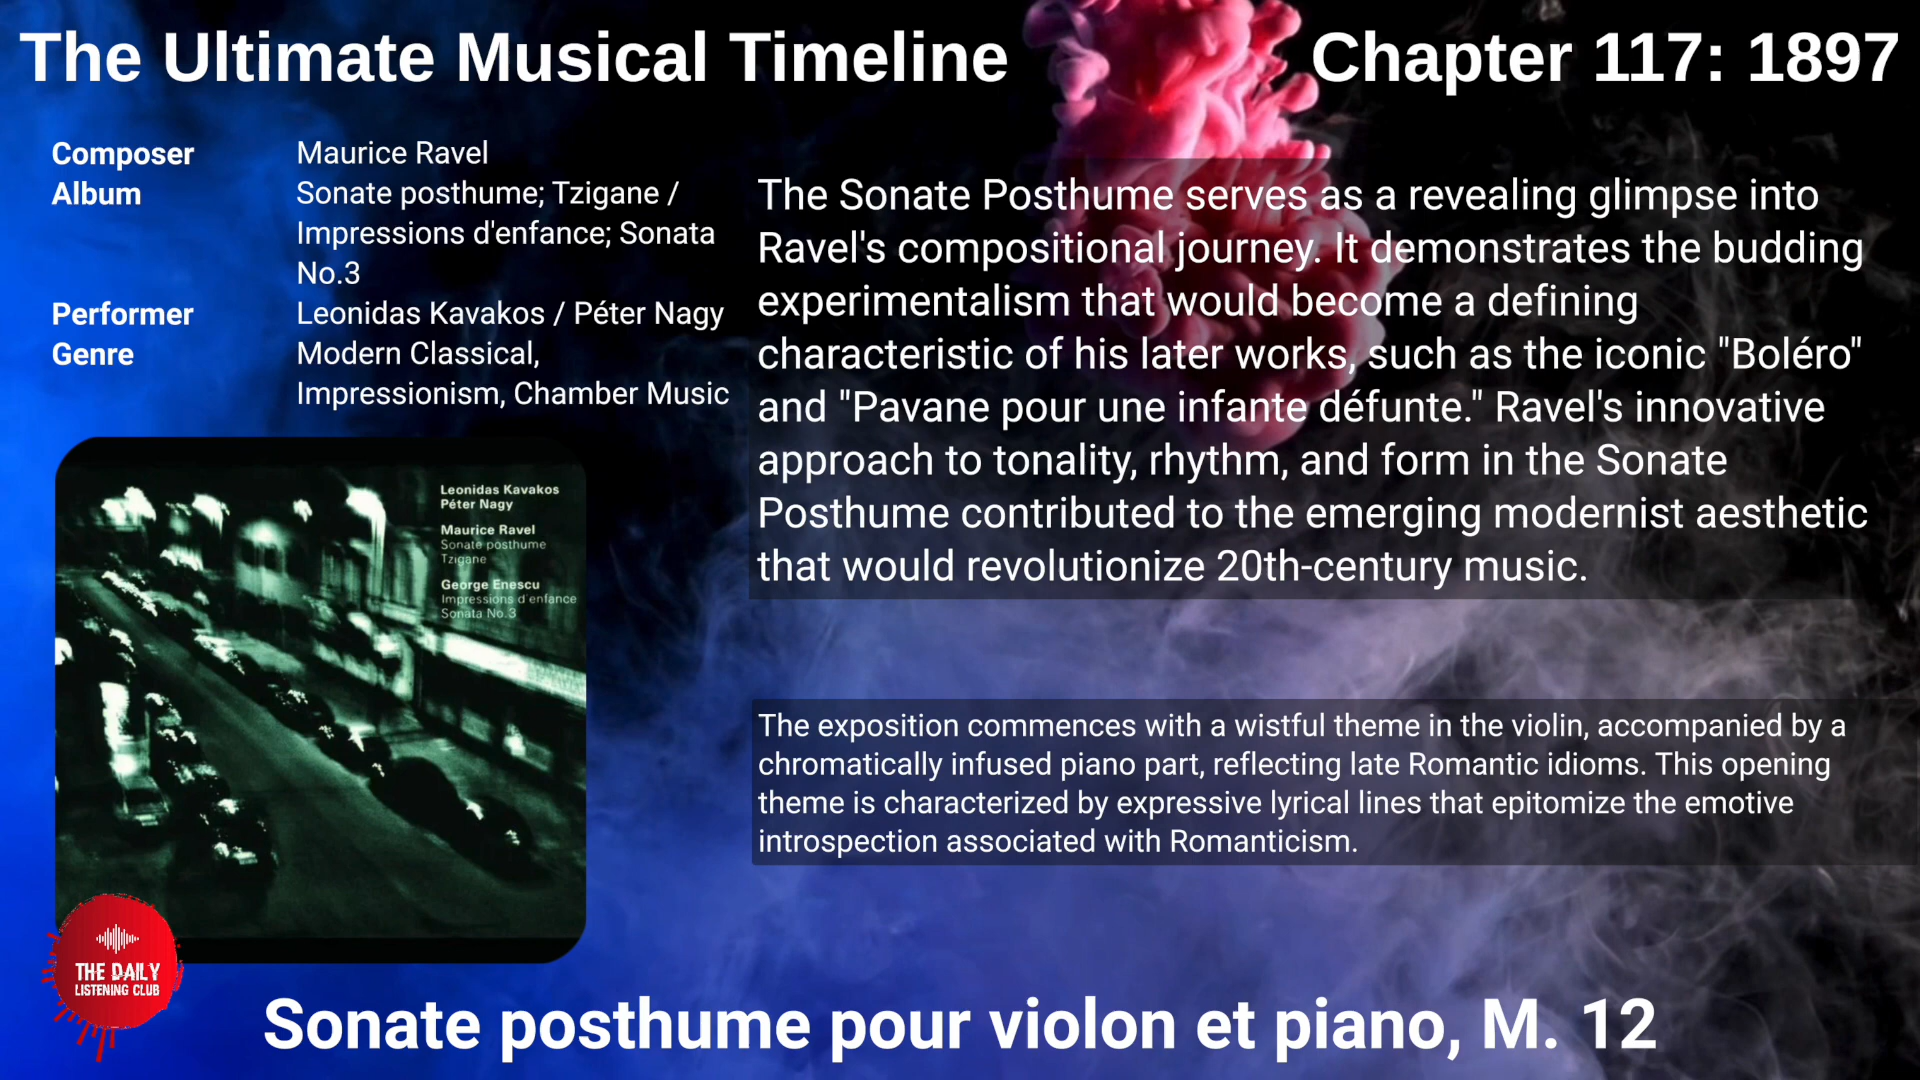 The Ultimate Musical Timeline
Chapter 117: 1897
Composer Maurice Ravel
Album Sonate posthume; Tzigane /
Impressions d'enfance; Sonata
No.3
Performer Leonidas Kavakos / Péter Nagy
Genre Modern Classical,
Impressionism, Chamber Music
The Sonate Posthume serves as a revealing glimpse into
Ravel's compositional journey. It demonstrates the budding
experimentalism that would become a defining
characteristic of his later works, such as the iconic "Boléro"
and "Pavane pour une infante défunte." Ravel's innovative
approach to tonality, rhythm, and form in the Sonate
Posthume contributed to the emerging modernist aesthetic
that would revolutionize 20th-century music.
Leonidas Kavakos
Péter Nagy
Maurice Ravel
Sonate posthume
Tzigane
George Enescu
Impressions d'enfance
Sonata No.3
The exposition commences with a wistful theme in the violin, accompanied by a
chromatically infused piano part, reflecting late Romantic idioms. This opening
theme is characterized by expressive lyrical lines that epitomize the emotive
introspection associated with Romanticism.
THE DAILY
LISTENING CLUB
Sonate posthume pour violon et piano, M. 12